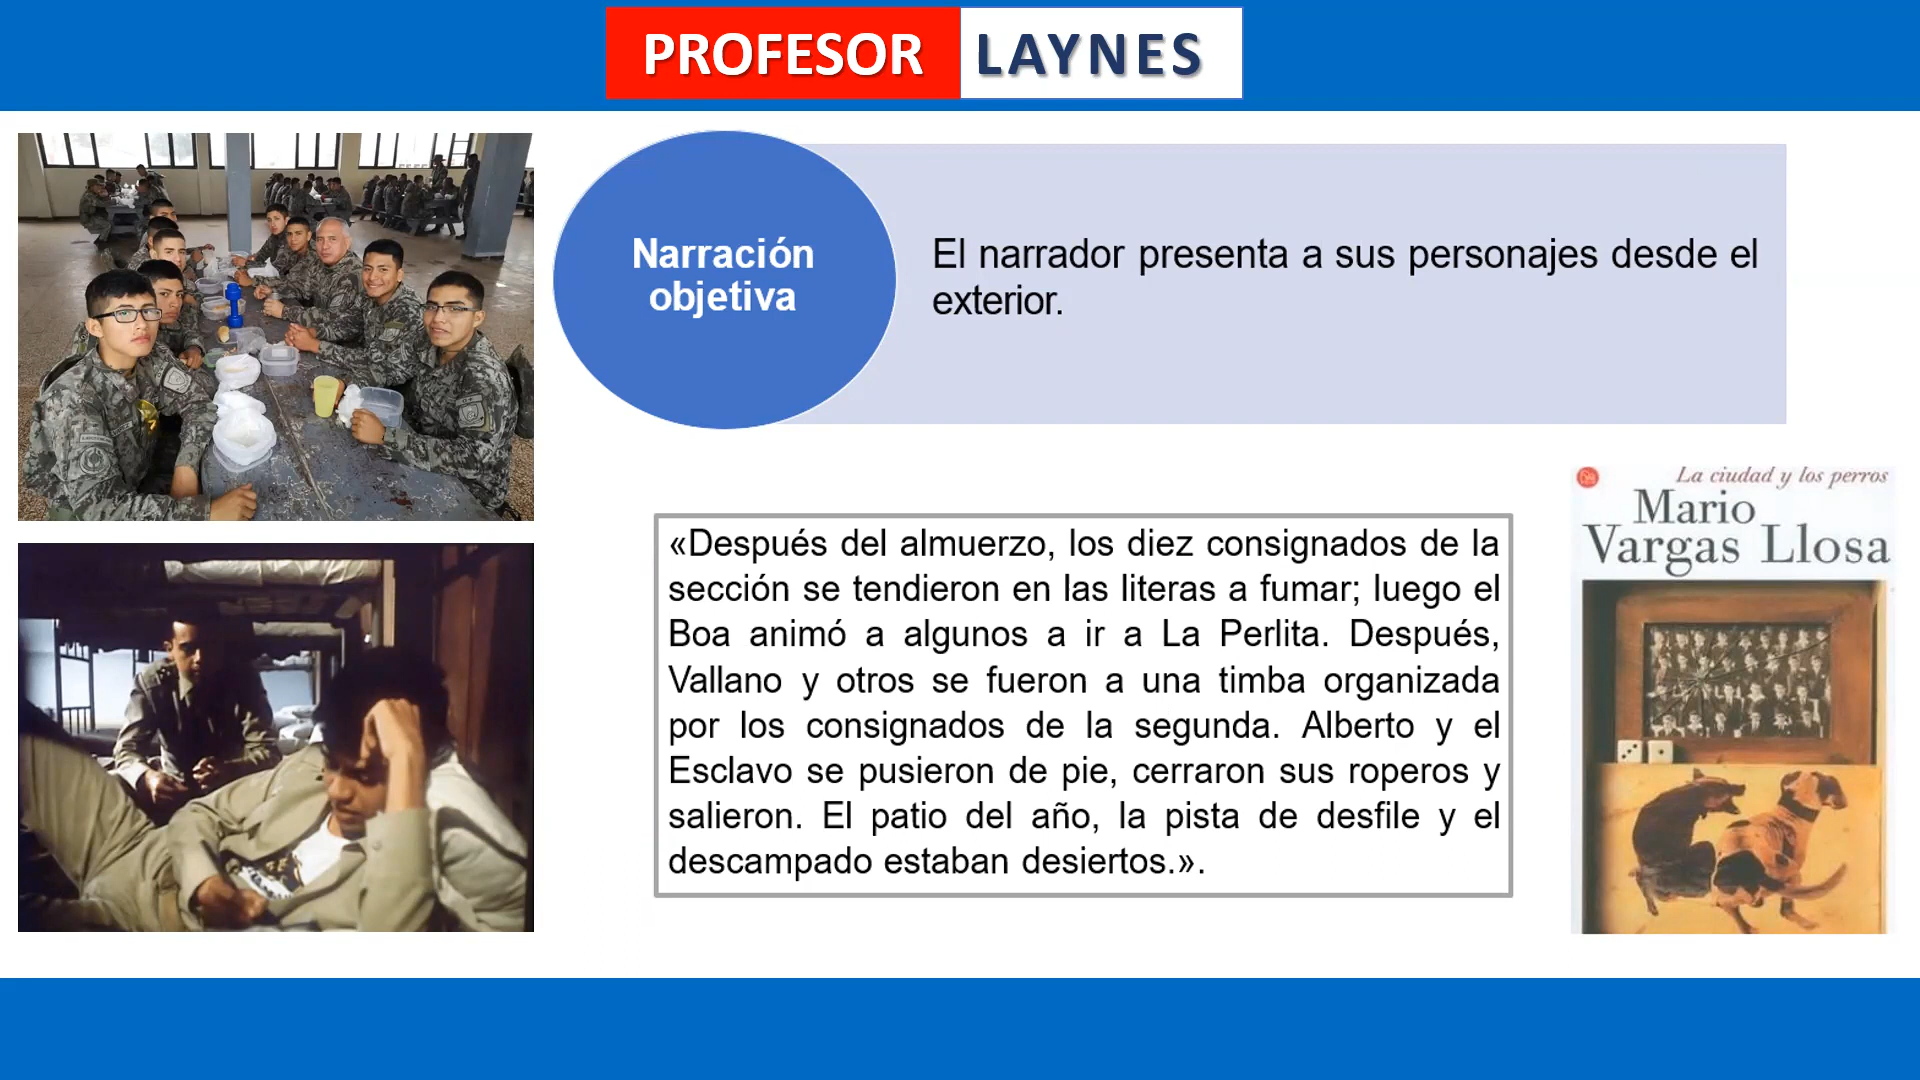 PROFESOR LAYNES
Narración
objetiva
El narrador presenta a sus personajes desde el
exterior.
«Después del almuerzo, los diez consignados de la
sección se tendieron en las literas a fumar; luego el
Boa animó a algunos a ir a La Perlita. Después,
Vallano y otros se fueron a una timba organizada
por los consignados de la segunda. Alberto y el
Esclavo se pusieron de pie, cerraron sus roperos y
salieron. El patio del año, la pista de desfile y el
descampado estaban desiertos.».
La ciudad y los perros
Mario
Vargas Llosa